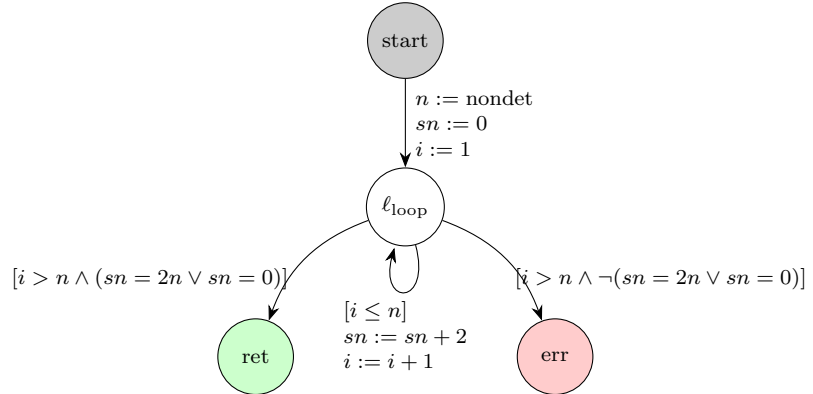 start
n := nondet
sn := 0
i := 1
ℓloop
[i > n ∧ (sn = 2n ∨ sn = 0)]
[i > n ∧ ¬(sn = 2n ∨ sn = 0)]
[i ≤ n]
sn := sn + 2
i := i + 1
ret
err